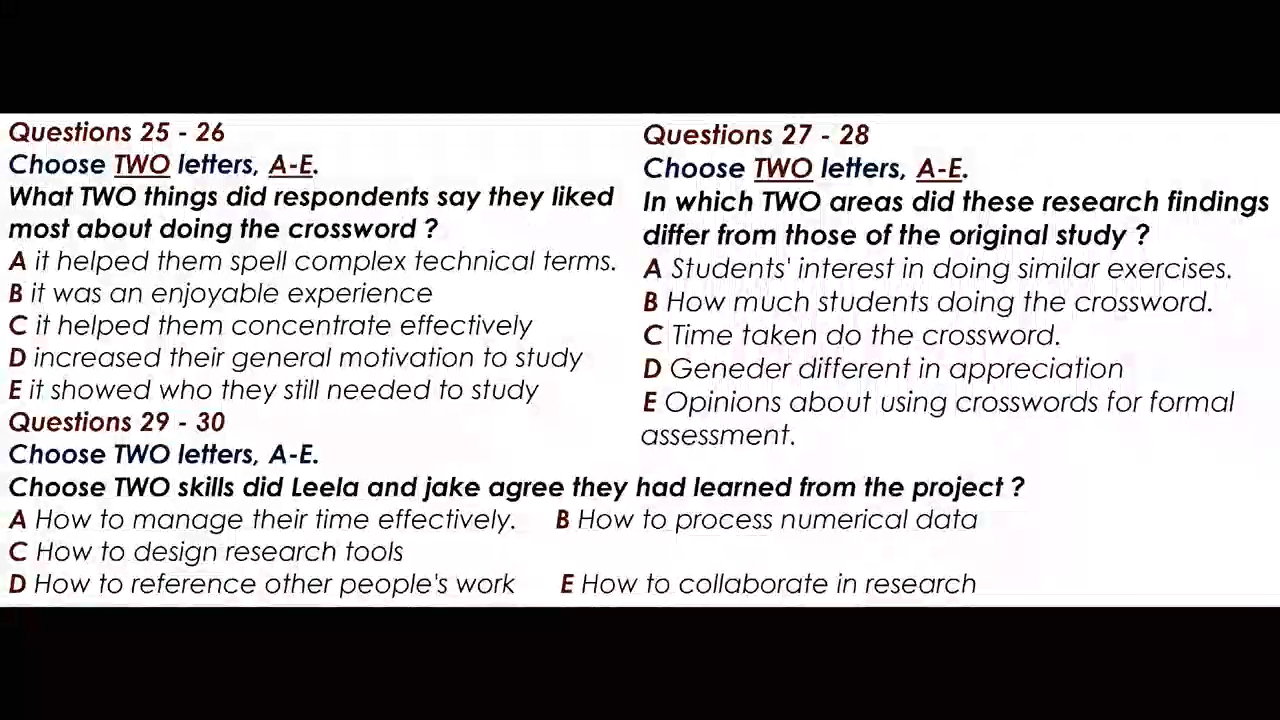 Questions 25 - 26
Choose TWO letters, A-E.
What TWO things did respondents say they liked
most about doing the crossword ?
A it helped them spell complex technical terms.
B it was an enjoyable experience
C it helped them concentrate effectively
D increased their general motivation to study
E it showed who they still needed to study
Questions 27 - 28
Choose TWO letters, A-E.
In which TWO areas did these research findings
differ from those of the original study ?
A Students' interest in doing similar exercises.
B How much students doing the crossword.
C Time taken do the crossword.
D Geneder different in appreciation
E Opinions about using crosswords for formal
assessment.
Questions 29 - 30
Choose TWO letters, A-E.
Choose TWO skills did Leela and jake agree they had learned from the project ?
A How to manage their time effectively. B How to process numerical data
C How to design research tools
D How to reference other people's work E How to collaborate in research